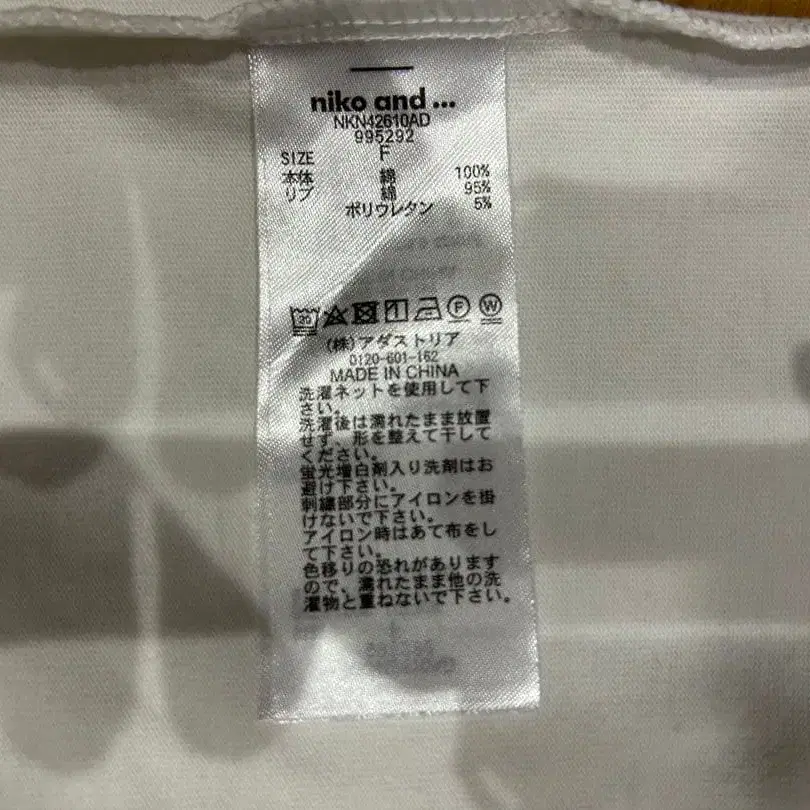 niko and ...
NKN42610AD
995292
SIZE F
本体 綿 100%
リブ 綿 95%
ポリウレタン 5%
30
F W
(株)アダストリア
0120-601-162
MADE IN CHINA
洗濯ネットを使用して下
さい。
洗濯後は濡れたまま放置
せず、形を整えて干して
ください。
蛍光増白剤入り洗剤はお
避け下さい。
刺繍部分にアイロンを掛
けないで下さい。
アイロン時はあて布をし
て下さい。
色移りの恐れがあります
ので、濡れたまま他の洗
濯物と重ねないで下さい。